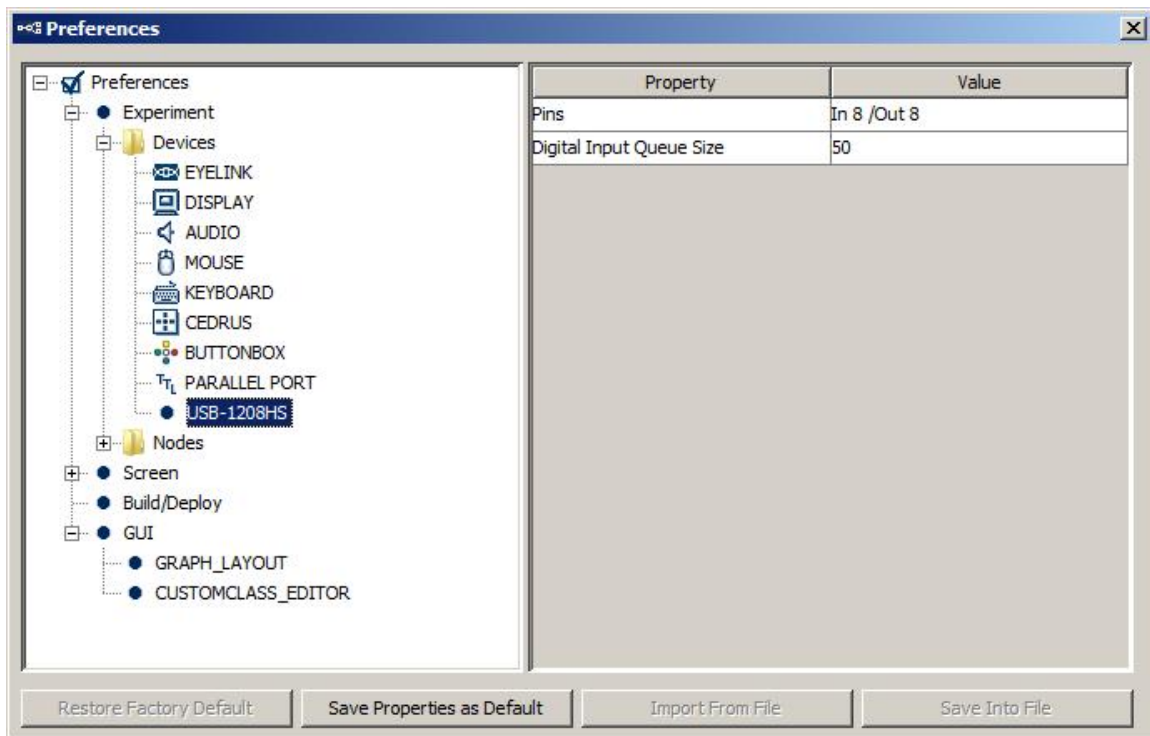 Preferences
Preferences
Experiment
Devices
EYELINK
DISPLAY
AUDIO
MOUSE
KEYBOARD
CEDRUS
BUTTONBOX
TTL PARALLEL PORT
USB-1208HS
Nodes
Screen
Build/Deploy
GUI
GRAPH_LAYOUT
CUSTOMCLASS_EDITOR
Property Value
Pins In 8 /Out 8
Digital Input Queue Size 50
Restore Factory Default Save Properties as Default Import From File Save Into File